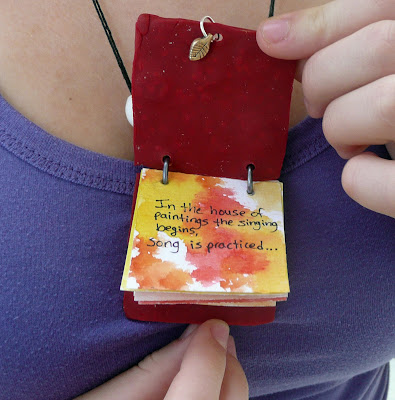 In the house of
paintings the singing
begins,
song is practiced...